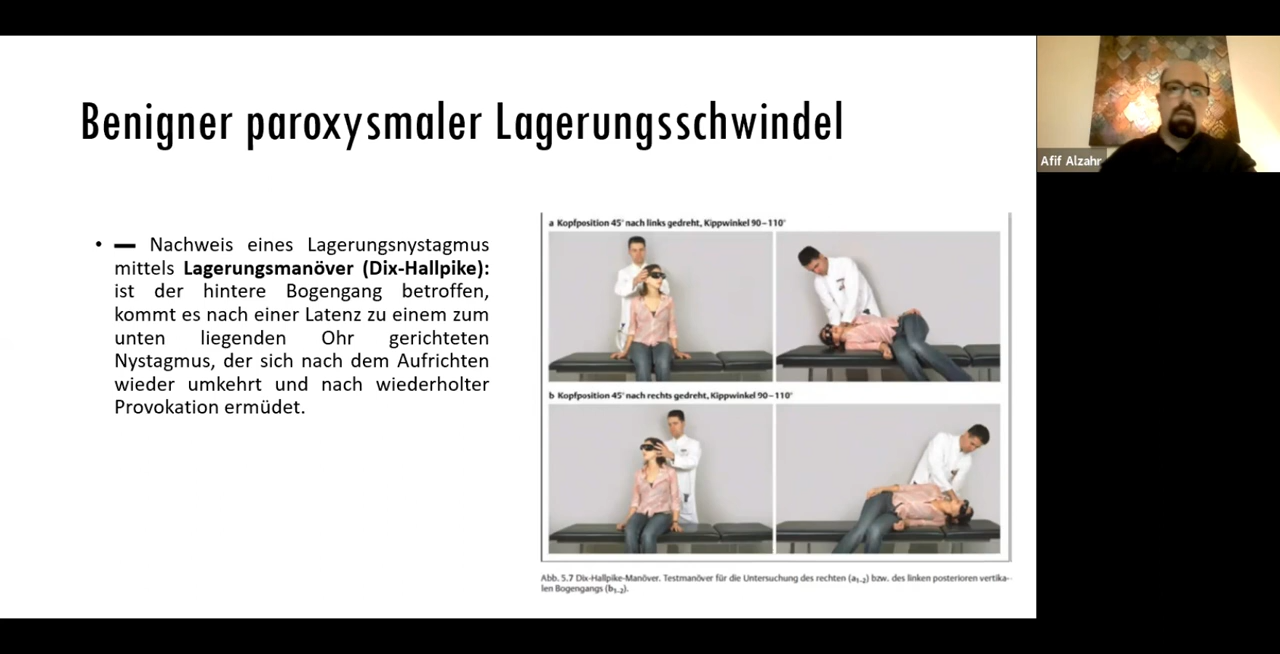 Benigner paroxysmaler Lagerungsschwindel
Afif Alzahr
• — Nachweis eines Lagerungsnystagmus
mittels Lagerungsmanöver (Dix-Hallpike):
ist der hintere Bogengang betroffen,
kommt es nach einer Latenz zu einem zum
unten liegenden Ohr gerichteten
Nystagmus, der sich nach dem Aufrichten
wieder umkehrt und nach wiederholter
Provokation ermüdet.
a Kopfposition 45° nach links gedreht, Kippwinkel 90–110°
b Kopfposition 45° nach rechts gedreht, Kippwinkel 90–110°
Abb. 5.7 Dix-Hallpike-Manöver. Testmanöver für die Untersuchung des rechten (a1–2) bzw. des linken posterioren vertika-
len Bogengangs (b1–2).